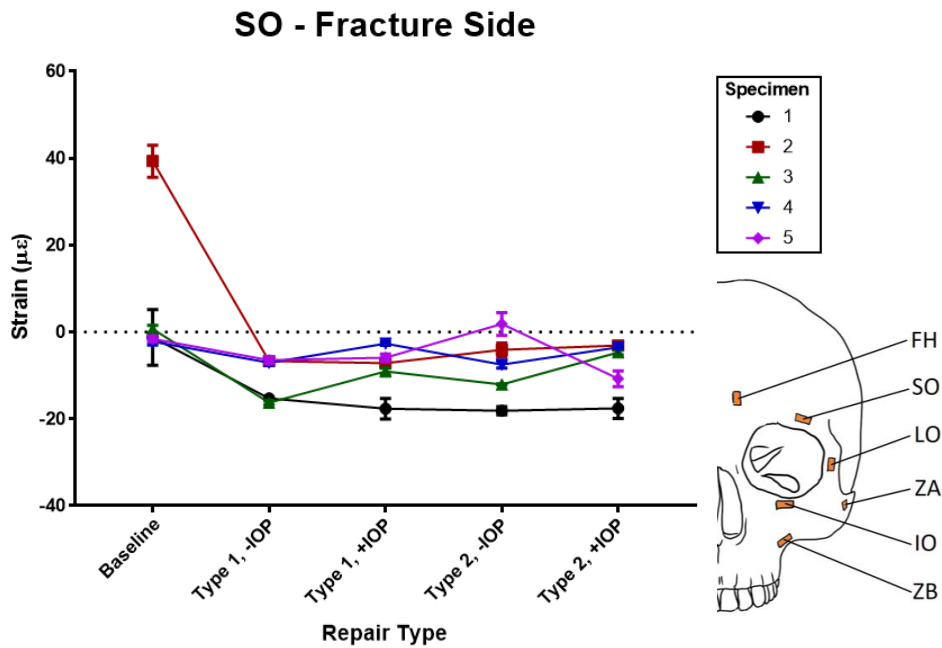 SO - Fracture Side
60
40
20
0
-20
-40
Strain (με)
Baseline
Type 1, -IOP
Type 1, +IOP
Type 2, -IOP
Type 2, +IOP
Repair Type
Specimen
1
2
3
4
5
FH
SO
LO
ZA
IO
ZB